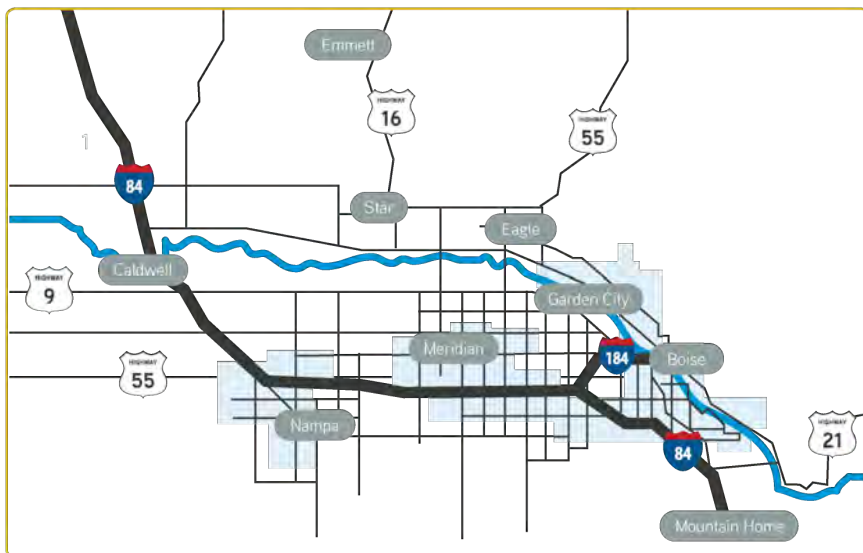 Emmett
HIGHWAY
16
HIGHWAY
55
1
84
Star
Eagle
Caldwell
HIGHWAY
9
Garden City
Meridian
184
Boise
HIGHWAY
55
Nampa
HIGHWAY
21
84
Mountain Home